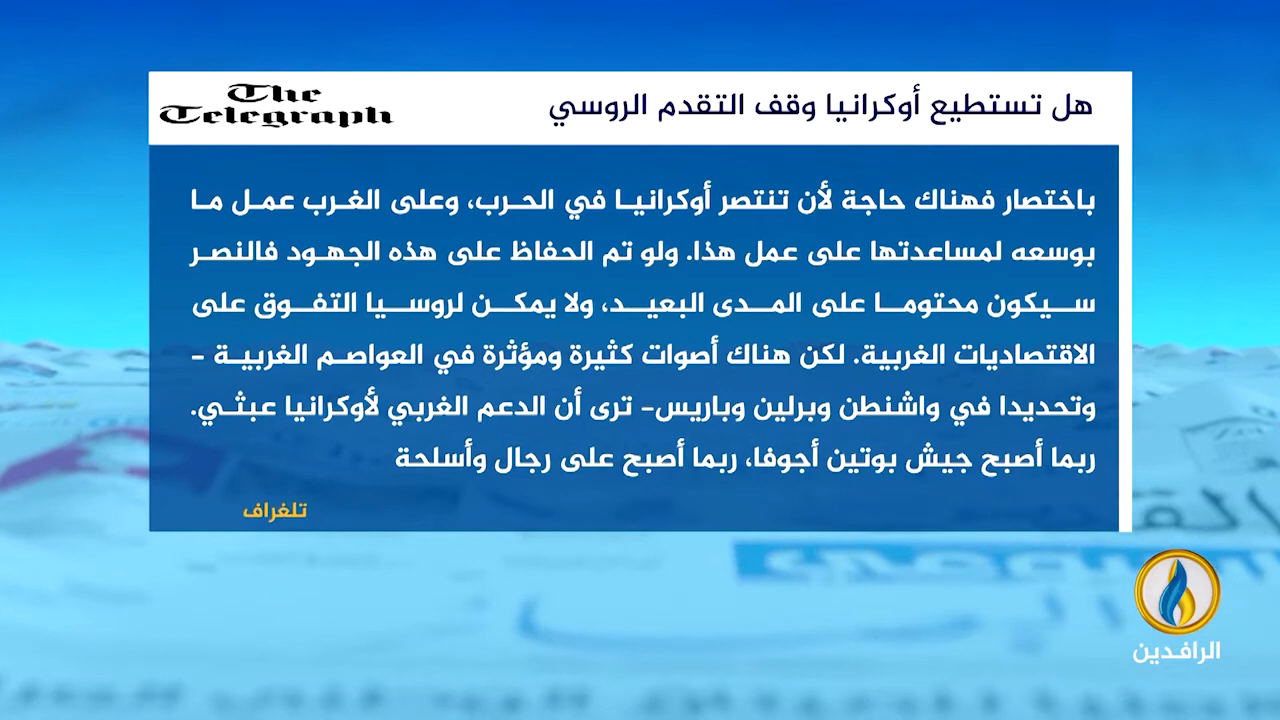 The
Telegraph
هل تستطيع أوكرانيا وقف التقدم الروسي
باختصار فهناك حاجة لأن تنتصر أوكرانيا في الحرب، وعلى الغرب عمل ما
بوسعه لمساعدتها على عمل هذا. ولو تم الحفاظ على هذه الجهود فالنصر
سيكون محتوما على المدى البعيد، ولا يمكن لروسيا التفوق على
الاقتصاديات الغربية. لكن هناك أصوات كثيرة ومؤثرة في العواصم الغربية -
وتحديدا في واشنطن وبرلين وباريس- ترى أن الدعم الغربي لأوكرانيا عبثي.
ربما أصبح جيش بوتين أجوفا، ربما أصبح على رجال وأسلحة
تلغراف
الرافدين